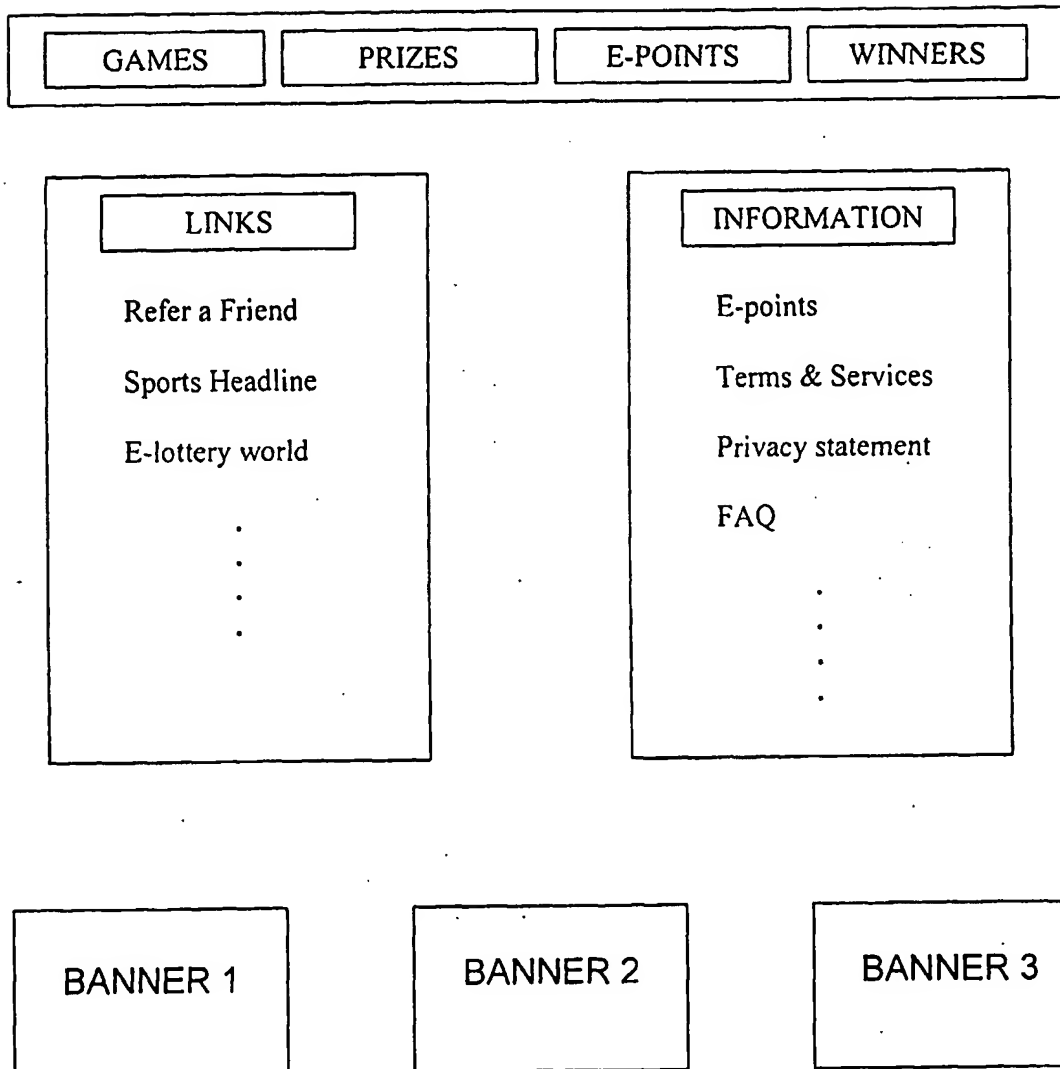 GAMES PRIZES E-POINTS WINNERS
LINKS
Refer a Friend
Sports Headline
E-lottery world
INFORMATION
E-points
Terms & Services
Privacy statement
FAQ
BANNER 1 BANNER 2 BANNER 3